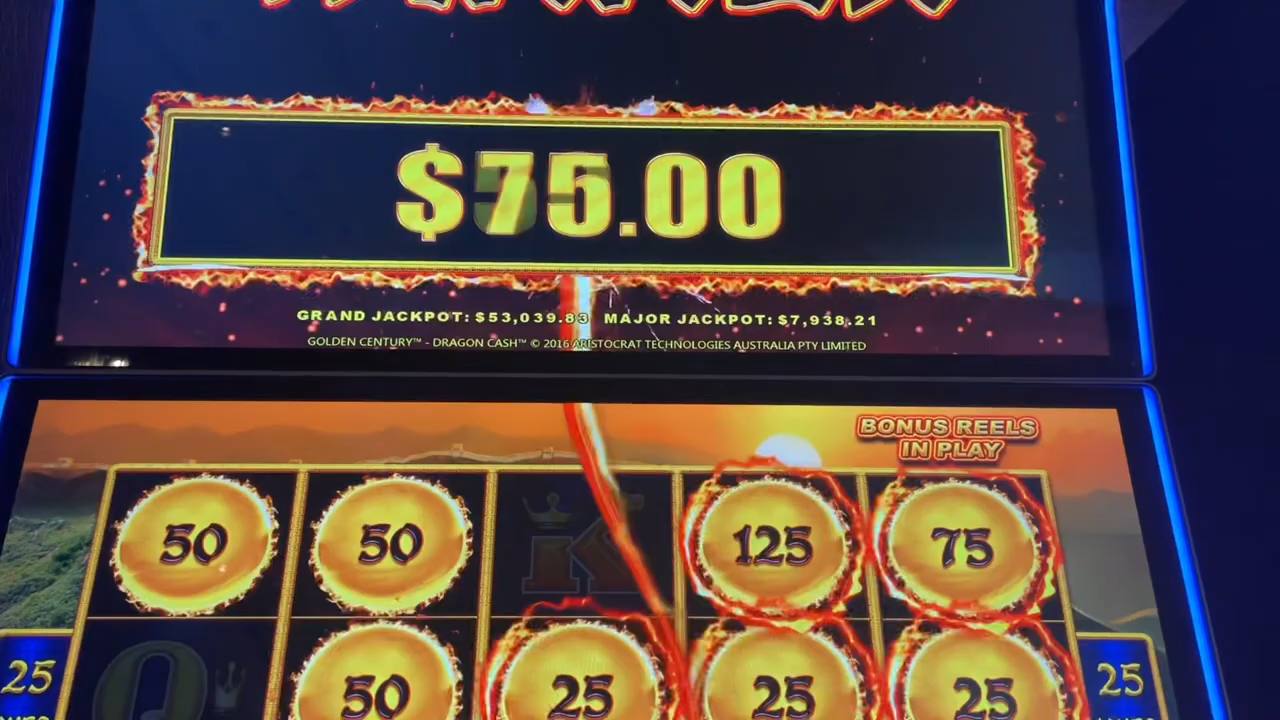 $75.00
GRAND JACKPOT: $53,039.83 MAJOR JACKPOT: $7,938.21
GOLDEN CENTURY™ - DRAGON CASH™ © 2016 ARISTOCRAT TECHNOLOGIES AUSTRALIA PTY LIMITED
BONUS REELS
IN PLAY
50 50 K 125 75
25 Q 50 25 25 25 25